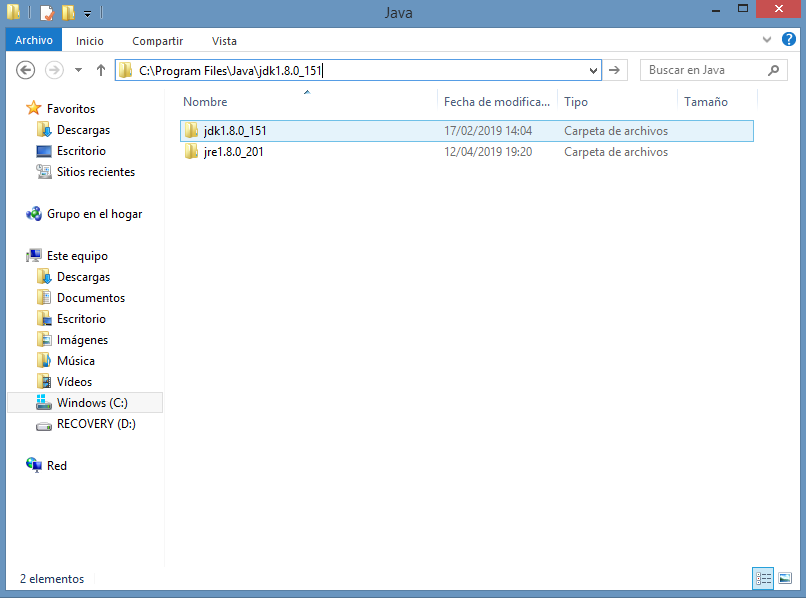 Java
Archivo Inicio Compartir Vista
C:\Program Files\Java\jdk1.8.0_151
Buscar en Java
Nombre Fecha de modifica... Tipo Tamaño
jdk1.8.0_151 17/02/2019 14:04 Carpeta de archivos
jre1.8.0_201 12/04/2019 19:20 Carpeta de archivos
Favoritos
Descargas
Escritorio
Sitios recientes
Grupo en el hogar
Este equipo
Descargas
Documentos
Escritorio
Imágenes
Música
Vídeos
Windows (C:)
RECOVERY (D:)
Red
2 elementos